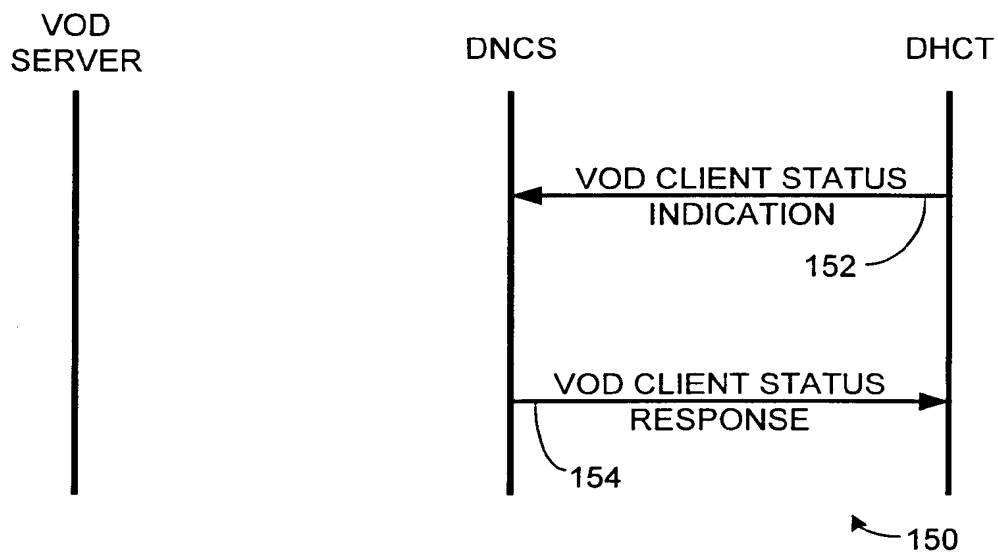 VOD
SERVER
DNCS
DHCT
VOD CLIENT STATUS
INDICATION
152
VOD CLIENT STATUS
RESPONSE
154
150